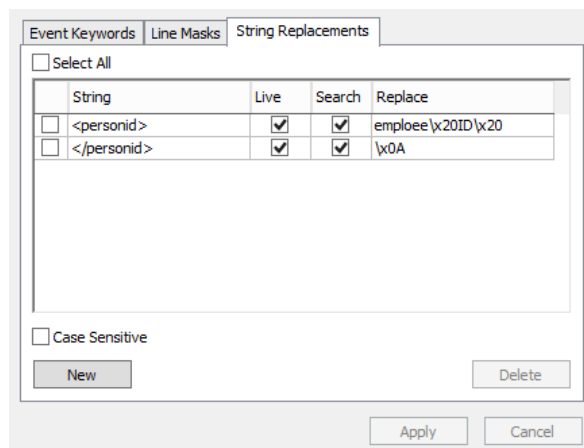 Event Keywords Line Masks String Replacements
Select All
String Live Search Replace
<personid> emploee\x20ID\x20
</personid> \x0A
Case Sensitive
New Delete
Apply Cancel